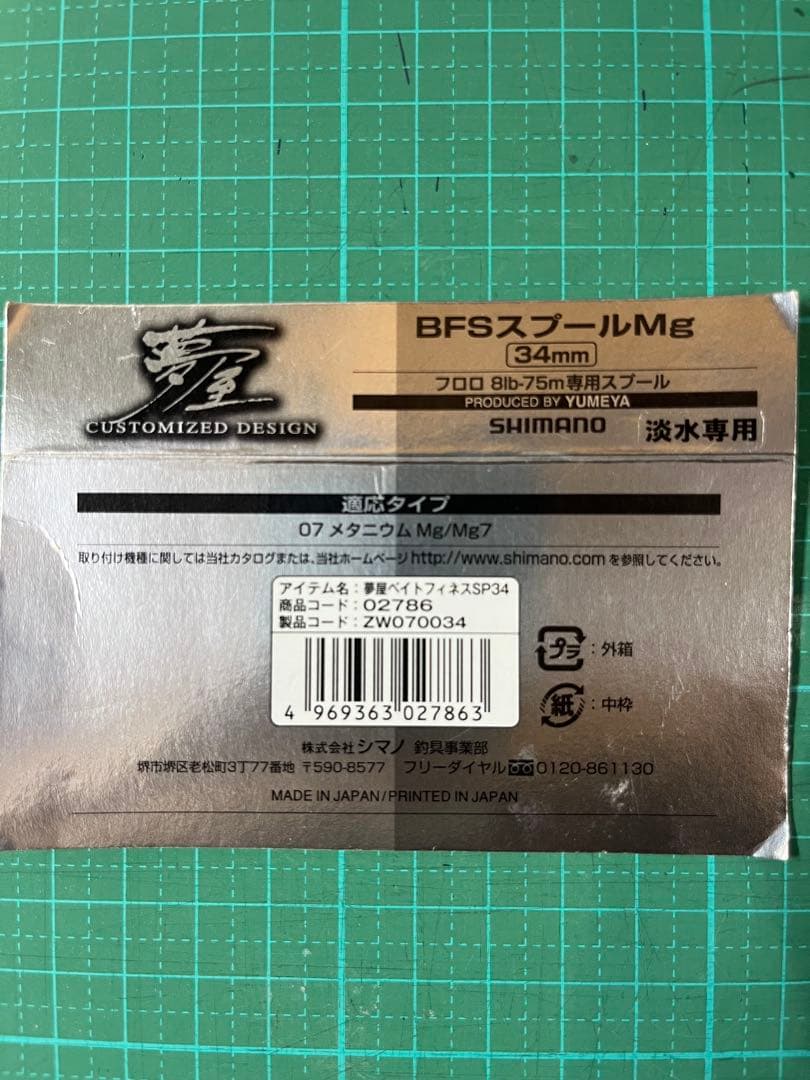 夢屋
CUSTOMIZED DESIGN
BFSスプールMg
34mm
フロロ 8lb-75m専用スプール
PRODUCED BY YUMEYA
SHIMANO 淡水専用
適応タイプ
07 メタニウム Mg/Mg7
取り付け機種に関しては当社カタログまたは、当社ホームページhttp://www.shimano.comを参照してください。
アイテム名：夢屋ベイトフィネスSP34
商品コード：02786
製品コード：ZW070034
4 969363 027863
プラ：外箱
紙：中枠
株式会社 シマノ 釣具事業部
堺市堺区老松町3丁77番地 〒590-8577 フリーダイヤル 0120-861130
MADE IN JAPAN/PRINTED IN JAPAN